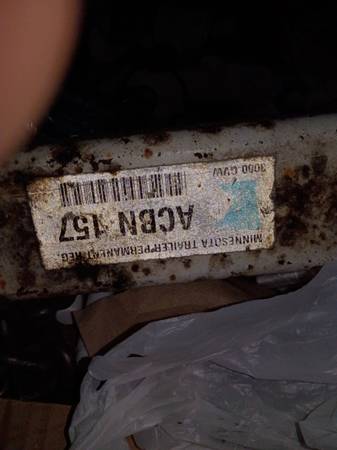 MINNESOTA TRAILER PERMANENT REG
ACBN 157
3000 GVW